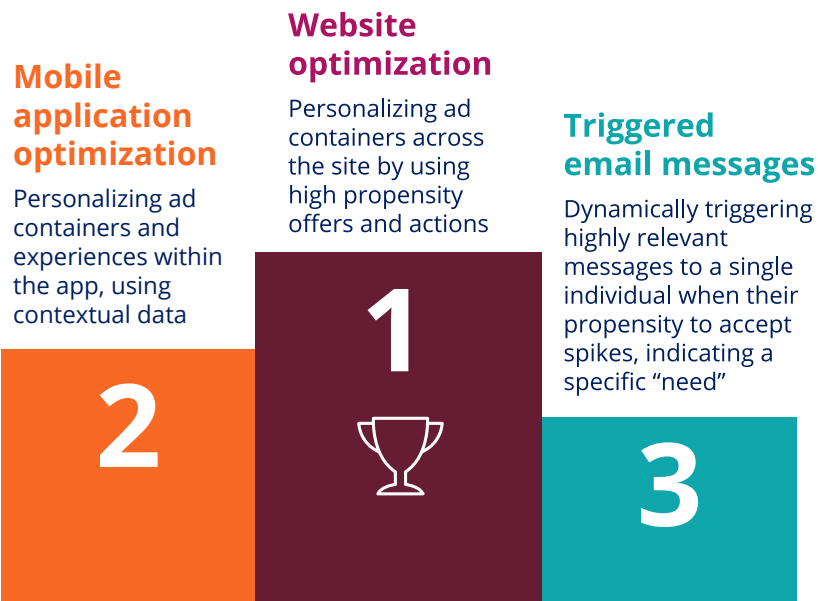 Mobile
application
optimization
Personalizing ad
containers and
experiences within
the app, using
contextual data
2
Website
optimization
Personalizing ad
containers across
the site by using
high propensity
offers and actions
1
Triggered
email messages
Dynamically triggering
highly relevant
messages to a single
individual when their
propensity to accept
spikes, indicating a
specific “need”
3